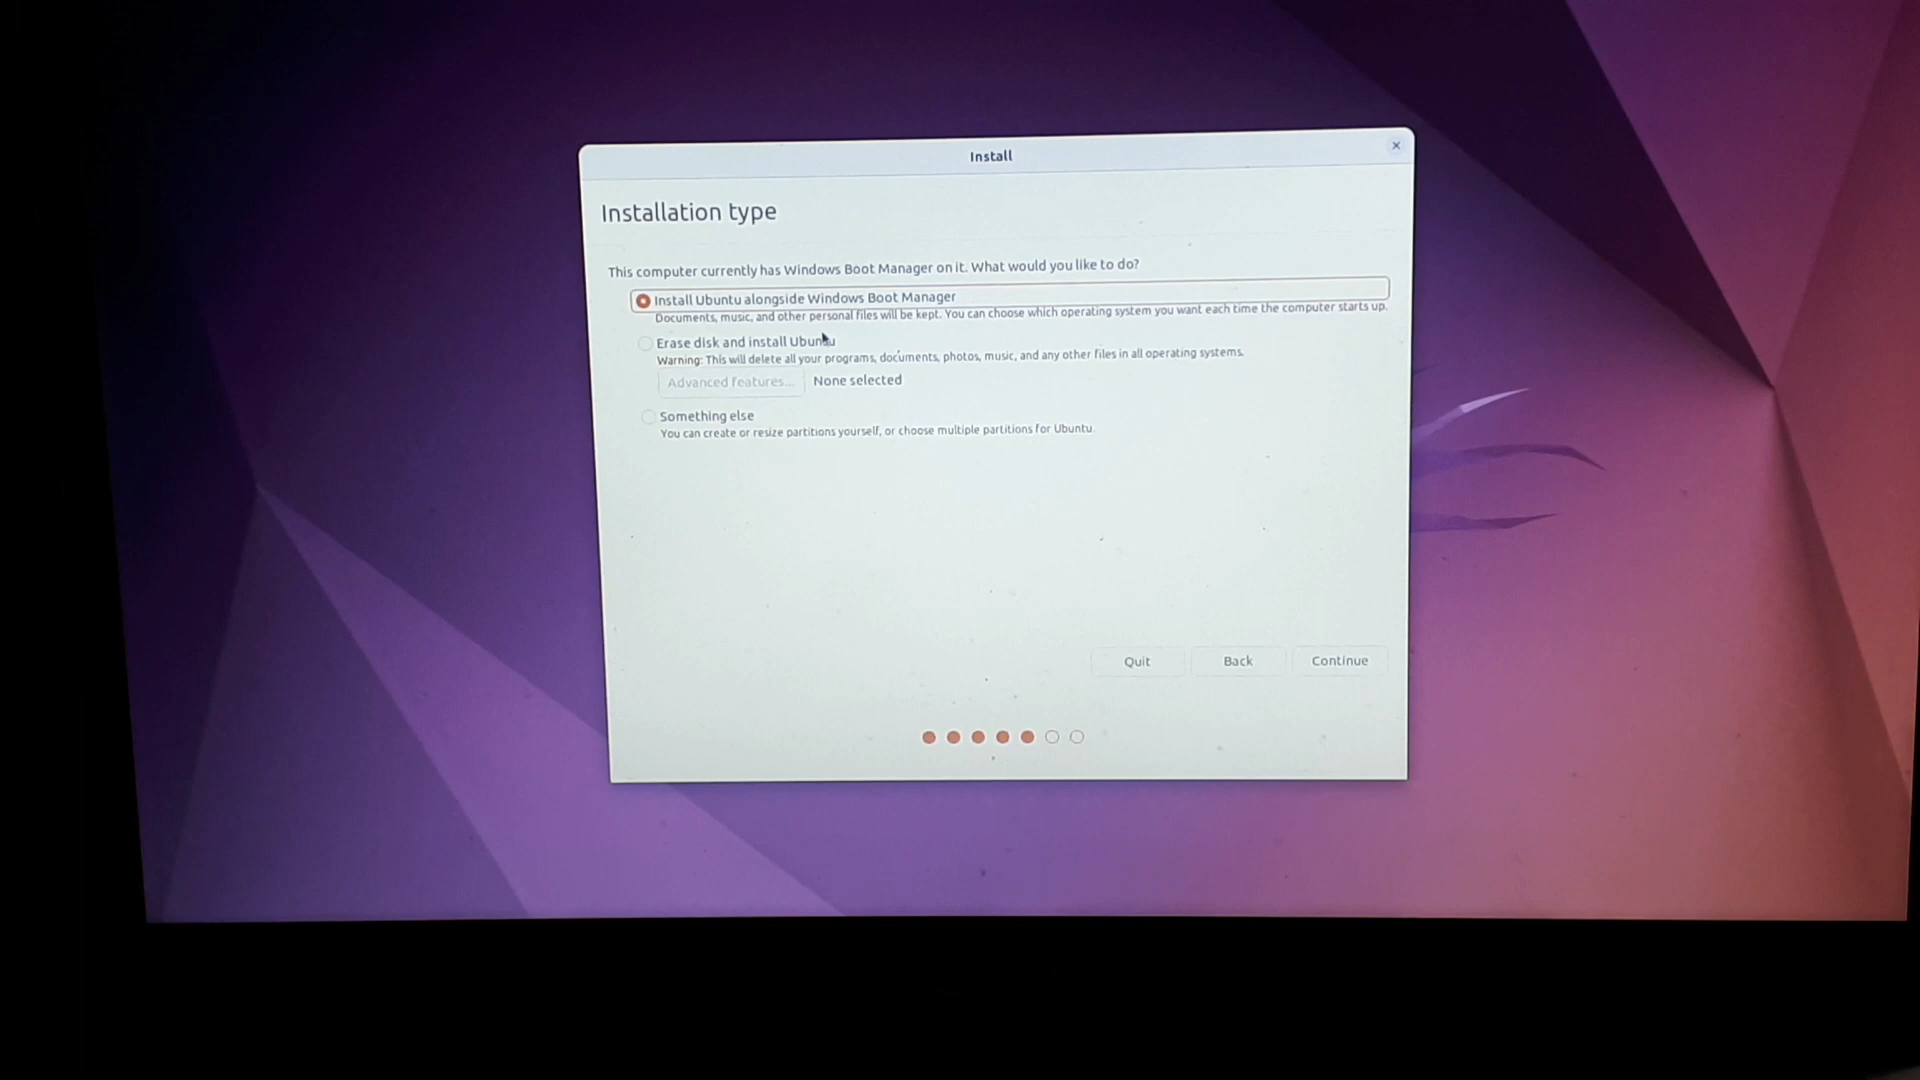 Install
Installation type
This computer currently has Windows Boot Manager on it. What would you like to do?
Install Ubuntu alongside Windows Boot Manager
Documents, music, and other personal files will be kept. You can choose which operating system you want each time the computer starts up.
Erase disk and install Ubuntu
Warning: This will delete all your programs, documents, photos, music, and any other files in all operating systems.
Advanced features... None selected
Something else
You can create or resize partitions yourself, or choose multiple partitions for Ubuntu.
Quit Back Continue